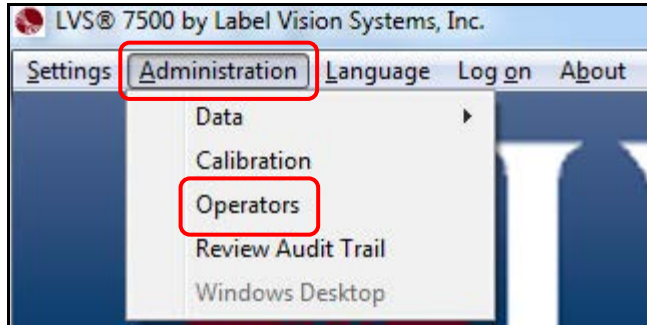 LVS® 7500 by Label Vision Systems, Inc.
Settings Administration Language Log on About
Data
Calibration
Operators
Review Audit Trail
Windows Desktop